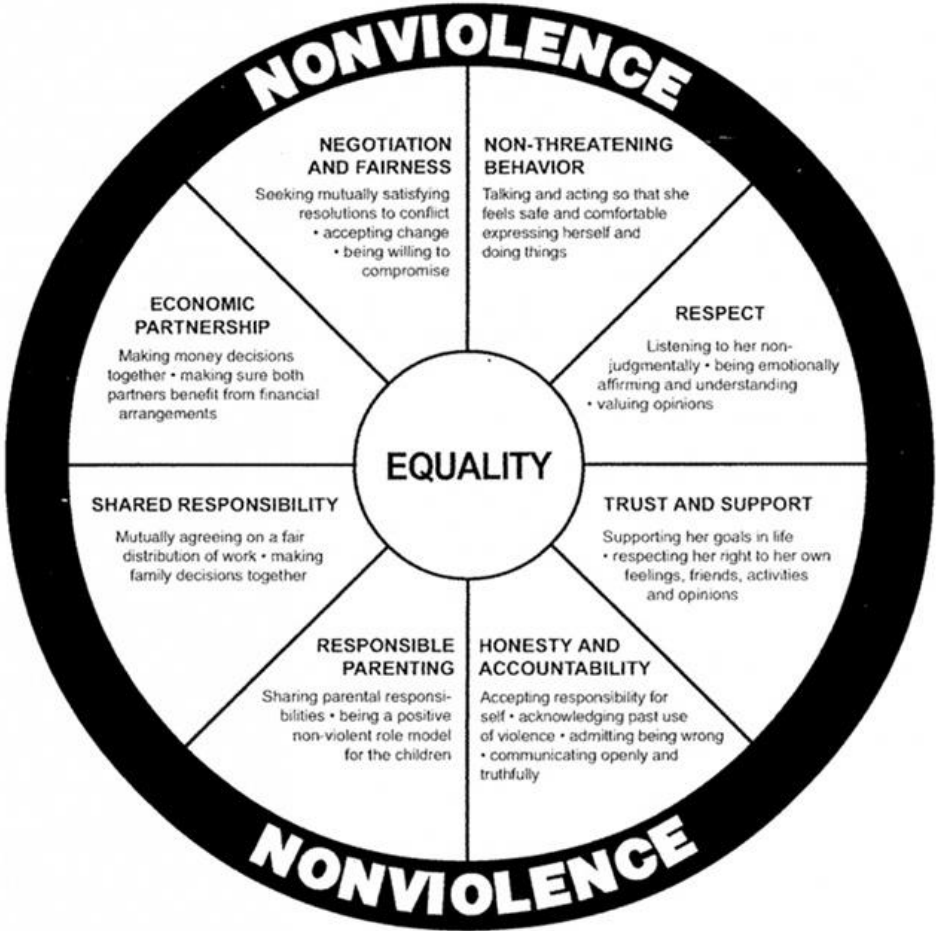 NONVIOLENCE
NEGOTIATION
AND FAIRNESS
Seeking mutually satisfying
resolutions to conflict
• accepting change
• being willing to
compromise
NON-THREATENING
BEHAVIOR
Talking and acting so that she
feels safe and comfortable
expressing herself and
doing things
ECONOMIC
PARTNERSHIP
Making money decisions
together • making sure both
partners benefit from financial
arrangements
RESPECT
Listening to her non-
judgmentally • being emotionally
affirming and understanding
• valuing opinions
EQUALITY
SHARED RESPONSIBILITY
Mutually agreeing on a fair
distribution of work • making
family decisions together
TRUST AND SUPPORT
Supporting her goals in life
• respecting her right to her own
feelings, friends, activities
and opinions
RESPONSIBLE
PARENTING
Sharing parental responsi-
bilities • being a positive
non-violent role model
for the children
HONESTY AND
ACCOUNTABILITY
Accepting responsibility for
self • acknowledging past use
of violence • admitting being wrong
• communicating openly and
truthfully
NONVIOLENCE